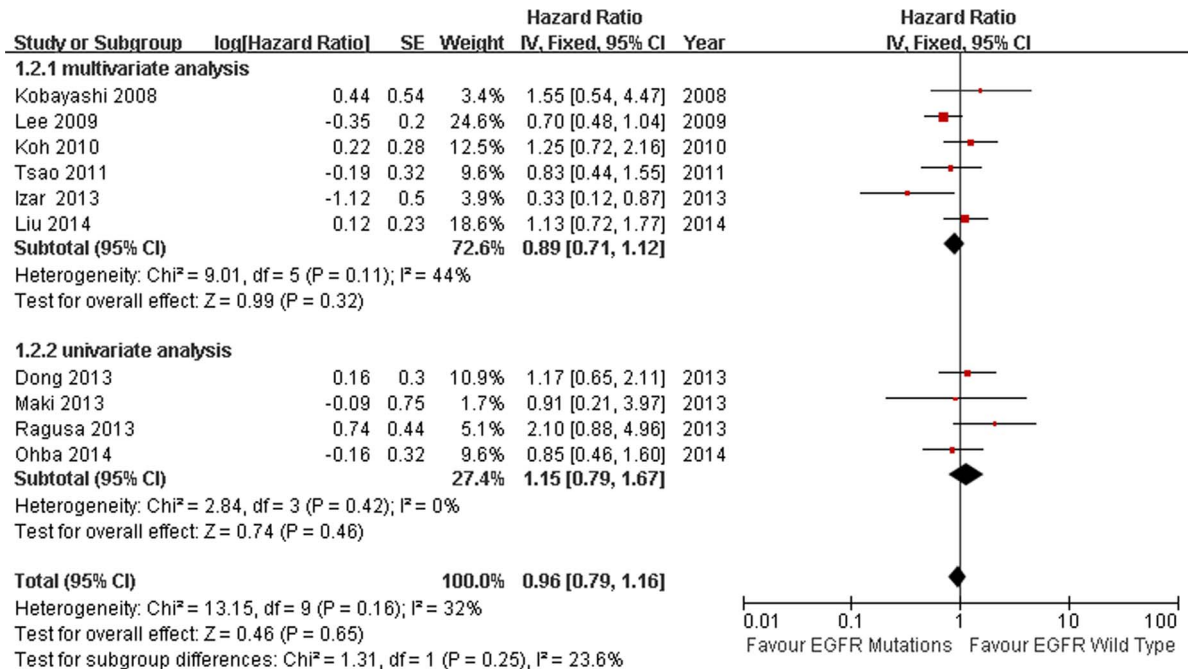 Hazard Ratio Hazard Ratio
Study or Subgroup log[Hazard Ratio] SE Weight IV, Fixed, 95% CI Year IV, Fixed, 95% CI
1.2.1 multivariate analysis
Kobayashi 2008 0.44 0.54 3.4% 1.55 [0.54, 4.47] 2008
Lee 2009 -0.35 0.2 24.6% 0.70 [0.48, 1.04] 2009
Koh 2010 0.22 0.28 12.5% 1.25 [0.72, 2.16] 2010
Tsao 2011 -0.19 0.32 9.6% 0.83 [0.44, 1.55] 2011
Izar 2013 -1.12 0.5 3.9% 0.33 [0.12, 0.87] 2013
Liu 2014 0.12 0.23 18.6% 1.13 [0.72, 1.77] 2014
Subtotal (95% CI) 72.6% 0.89 [0.71, 1.12]
Heterogeneity: Chi² = 9.01, df = 5 (P = 0.11); I² = 44%
Test for overall effect: Z = 0.99 (P = 0.32)
1.2.2 univariate analysis
Dong 2013 0.16 0.3 10.9% 1.17 [0.65, 2.11] 2013
Maki 2013 -0.09 0.75 1.7% 0.91 [0.21, 3.97] 2013
Ragusa 2013 0.74 0.44 5.1% 2.10 [0.88, 4.96] 2013
Ohba 2014 -0.16 0.32 9.6% 0.85 [0.46, 1.60] 2014
Subtotal (95% CI) 27.4% 1.15 [0.79, 1.67]
Heterogeneity: Chi² = 2.84, df = 3 (P = 0.42); I² = 0%
Test for overall effect: Z = 0.74 (P = 0.46)
Total (95% CI) 100.0% 0.96 [0.79, 1.16]
Heterogeneity: Chi² = 13.15, df = 9 (P = 0.16); I² = 32%
Test for overall effect: Z = 0.46 (P = 0.65)
Test for subgroup differences: Chi² = 1.31, df = 1 (P = 0.25), I² = 23.6%
0.01 0.1 1 10 100
Favour EGFR Mutations Favour EGFR Wild Type